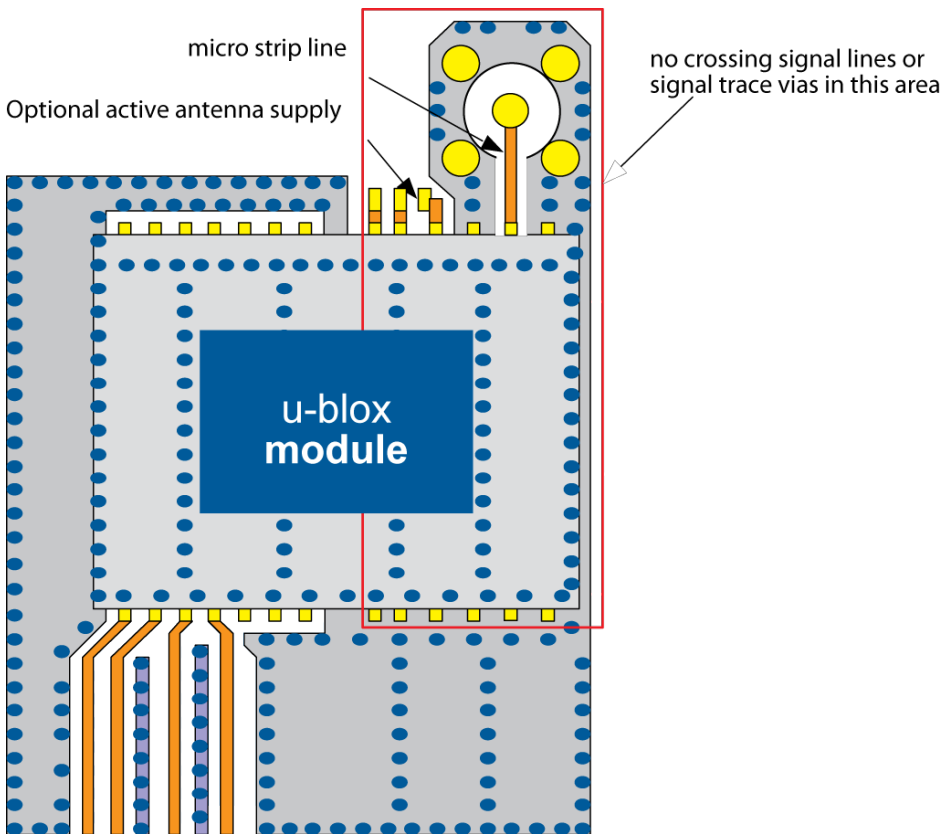 micro strip line
Optional active antenna supply
no crossing signal lines or
signal trace vias in this area
u-blox
module